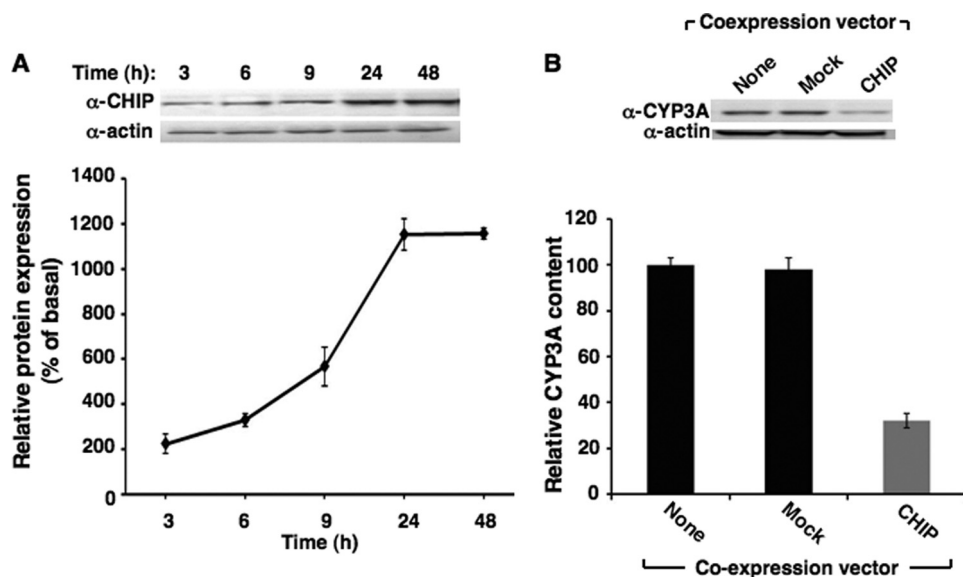 A
Time (h): 3 6 9 24 48
α-CHIP
α-actin
Relative protein expression
(% of basal)
1400
1200
1000
600
400
200
0
3 6 9 24 48
Time (h)
B
Coexpression vector
None Mock CHIP
α-CYP3A
α-actin
Relative CYP3A content
120
100
80
60
40
20
0
None Mock CHIP
Co-expression vector